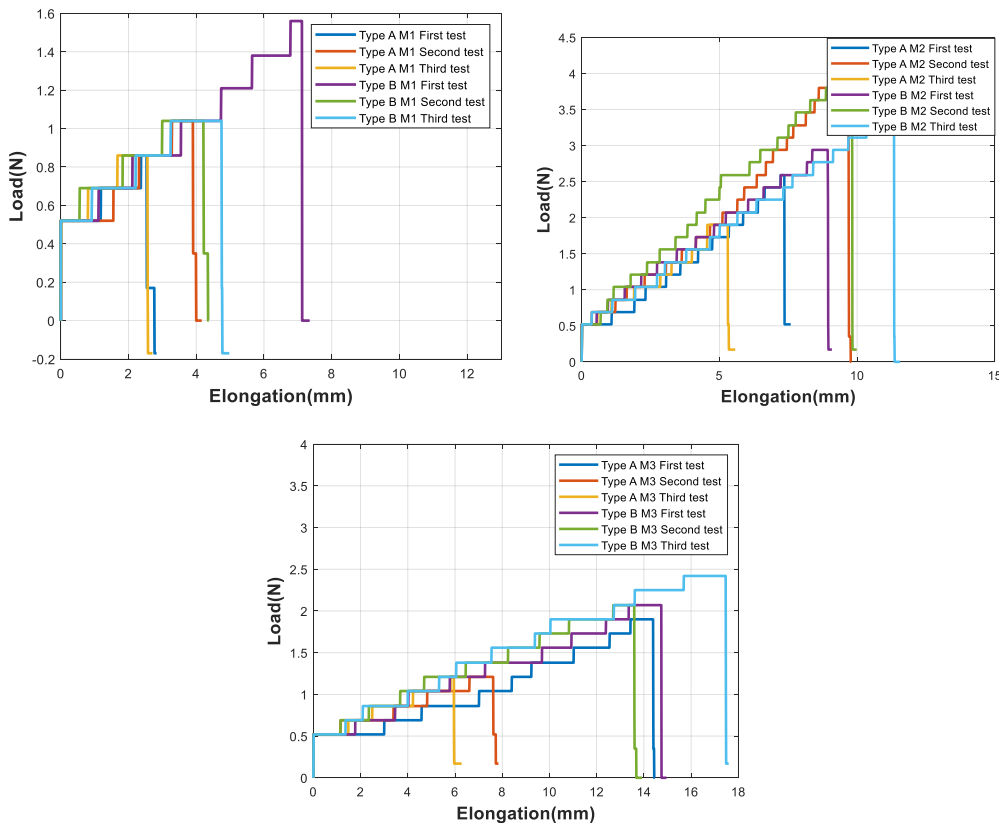 1.6
1.4
1.2
1
0.8
0.6
0.4
0.2
0
-0.2
Load(N)
0
2
4
6
8
10
12
Elongation(mm)
Type A M1 First test
Type A M1 Second test
Type A M1 Third test
Type B M1 First test
Type B M1 Second test
Type B M1 Third test
4.5
4
3.5
3
2.5
2
1.5
1
0.5
0
Load(N)
0
5
10
15
Elongation(mm)
Type A M2 First test
Type A M2 Second test
Type A M2 Third test
Type B M2 First test
Type B M2 Second test
Type B M2 Third test
4
3.5
3
2.5
2
1.5
1
0.5
0
Load(N)
0
2
4
6
8
10
12
14
16
18
Elongation(mm)
Type A M3 First test
Type A M3 Second test
Type A M3 Third test
Type B M3 First test
Type B M3 Second test
Type B M3 Third test